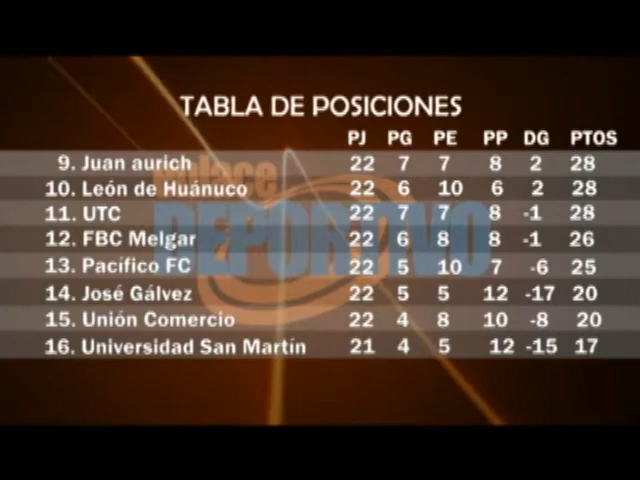 TABLA DE POSICIONES
PJ PG PE PP DG PTOS
9. Juan aurich 22 7 7 8 2 28
10. León de Huánuco 22 6 10 6 2 28
11. UTC 22 7 7 8 -1 28
12. FBC Melgar 22 6 8 8 -1 26
13. Pacífico FC 22 5 10 7 -6 25
14. José Gálvez 22 5 5 12 -17 20
15. Unión Comercio 22 4 8 10 -8 20
16. Universidad San Martín 21 4 5 12 -15 17
enlace
DEPORTIVO